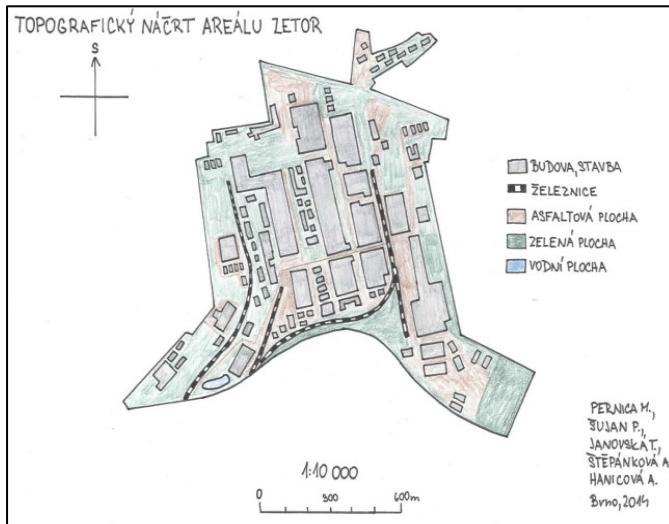 TOPOGRAFICKÝ NÁČRT AREÁLU ZETOR
S
BUDOVA, STAVBA
ŽELEZNICE
ASFALTOVÁ PLOCHA
ZELENÁ PLOCHA
VODNÍ PLOCHA
PERNICA M.,
ŠUJAN P.,
JANOVSKÁ T.,
ŠTĚPÁNKOVÁ A
HANICOVÁ A.
Brno, 2014
1:10 000
0 300 600m